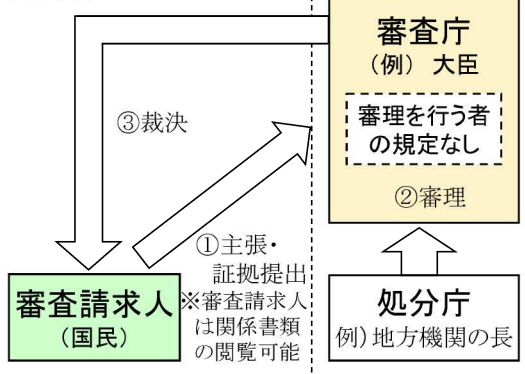 審査庁
（例） 大臣
審理を行う者
の規定なし
②審理
③裁決
①主張・
証拠提出
※審査請求人
は関係書類
の閲覧可能
審査請求人
（国民）
処分庁
例）地方機関の長